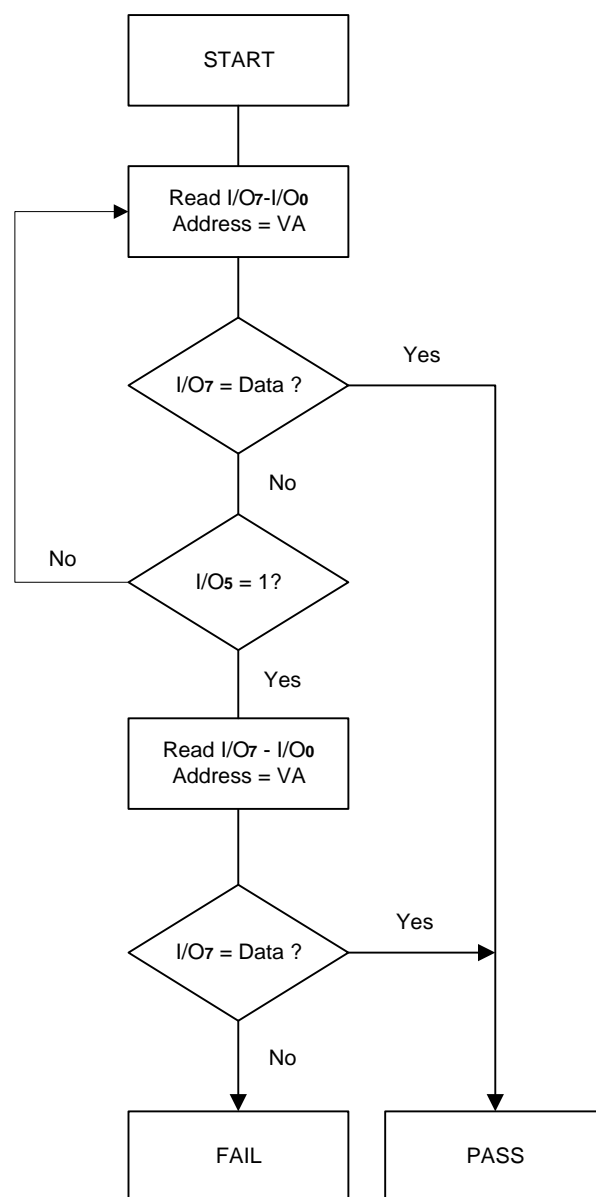 START
Read I/O7-I/O0
Address = VA
I/O7 = Data ?
Yes
No
I/O5 = 1?
No
Yes
Read I/O7 - I/O0
Address = VA
I/O7 = Data ?
Yes
No
FAIL
PASS